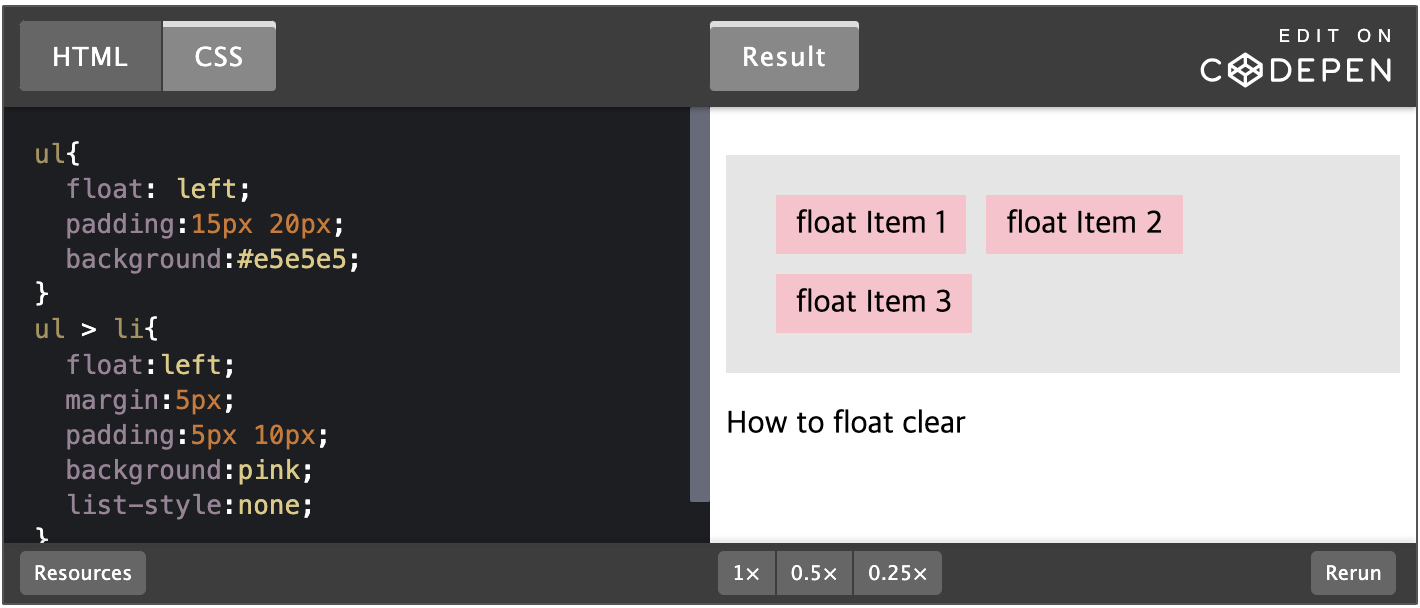 HTML CSS Result EDIT ON
CODEPEN
ul{
float: left;
padding:15px 20px;
background:#e5e5e5;
}
ul > li{
float:left;
margin:5px;
padding:5px 10px;
background:pink;
list-style:none;
}
float Item 1 float Item 2
float Item 3
How to float clear
Resources 1× 0.5× 0.25× Rerun